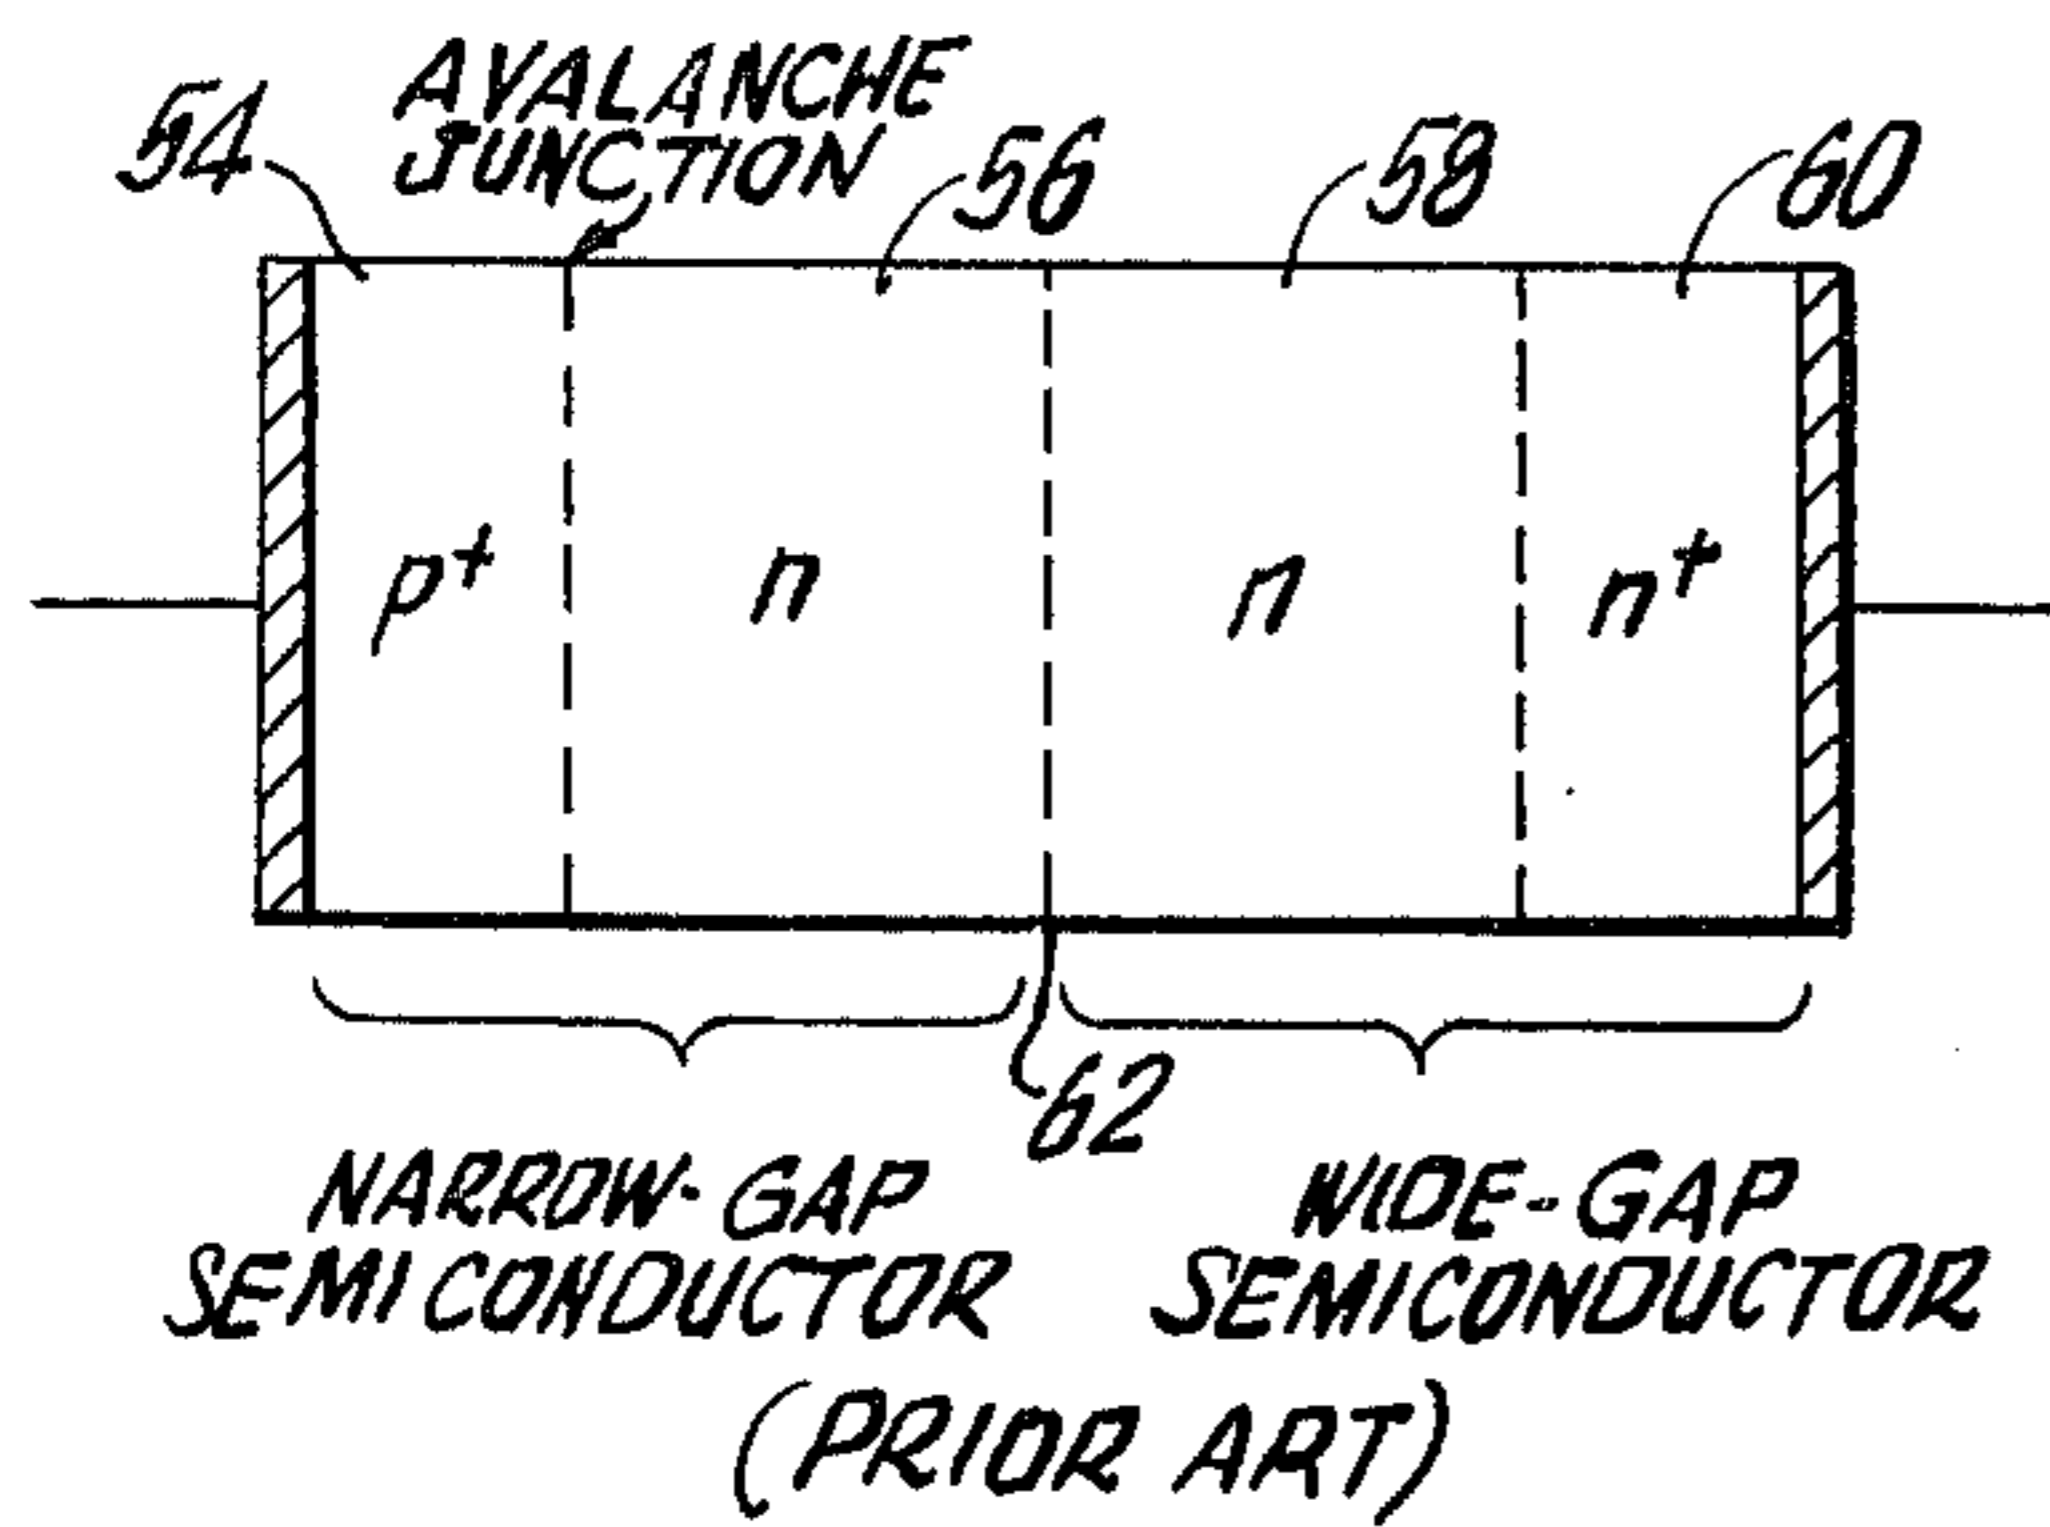 AVALANCHE
JUNCTION
54
56
58
60
p+
n
n
n+
62
NARROW-GAP
SEMICONDUCTOR
WIDE-GAP
SEMICONDUCTOR
(PRIOR ART)